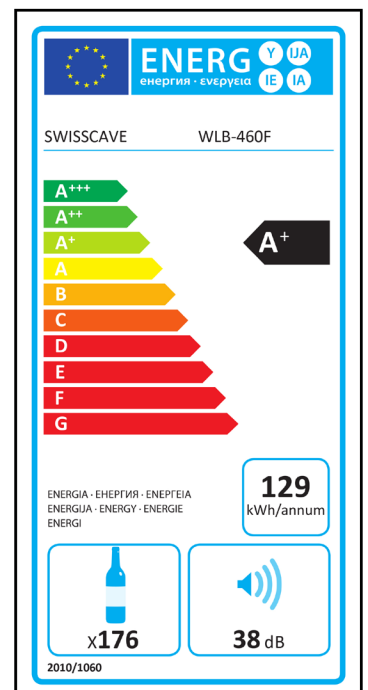 ENERG Y IJA
енергия · ενεργεια IE IA
SWISSCAVE WLB-460F
A+++
A++
A+ A+
A
B
C
D
E
F
G
129
kWh/annum
ENERGIA · ЕНЕРГИЯ · ΕΝΕΡΓΕΙΑ
ENERGIJA · ENERGY · ENERGIE
ENERGI
X176 38 dB
2010/1060